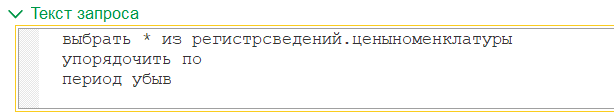 Текст запроса
выбрать * из регистрсведений.ценыноменклатуры
упорядочить по
период убыв